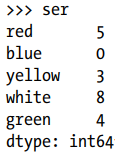 >>> ser
red 5
blue 0
yellow 3
white 8
green 4
dtype: int64